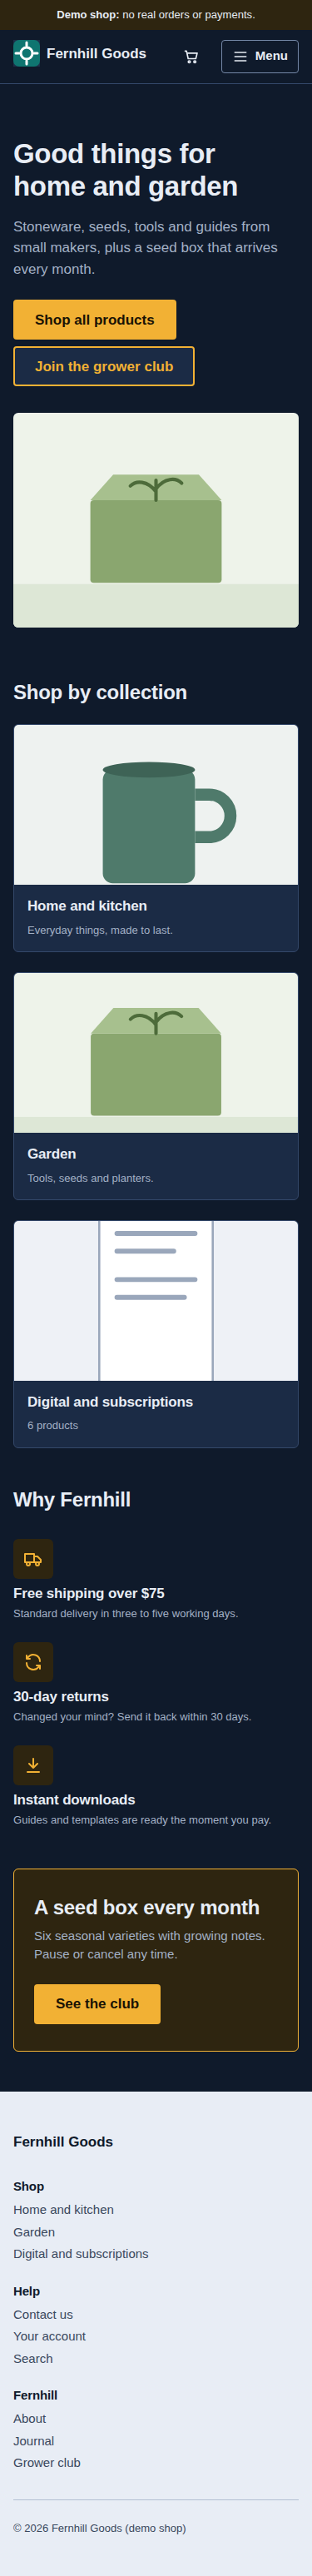 Demo shop: no real orders or payments.
Fernhill Goods
Menu
Good things for
home and garden
Stoneware, seeds, tools and guides from
small makers, plus a seed box that arrives
every month.
Shop all products
Join the grower club
Shop by collection
Home and kitchen
Everyday things, made to last.
Garden
Tools, seeds and planters.
Digital and subscriptions
6 products
Why Fernhill
Free shipping over $75
Standard delivery in three to five working days.
30-day returns
Changed your mind? Send it back within 30 days.
Instant downloads
Guides and templates are ready the moment you pay.
A seed box every month
Six seasonal varieties with growing notes.
Pause or cancel any time.
See the club
Fernhill Goods
Shop
Home and kitchen
Garden
Digital and subscriptions
Help
Contact us
Your account
Search
Fernhill
About
Journal
Grower club
© 2026 Fernhill Goods (demo shop)